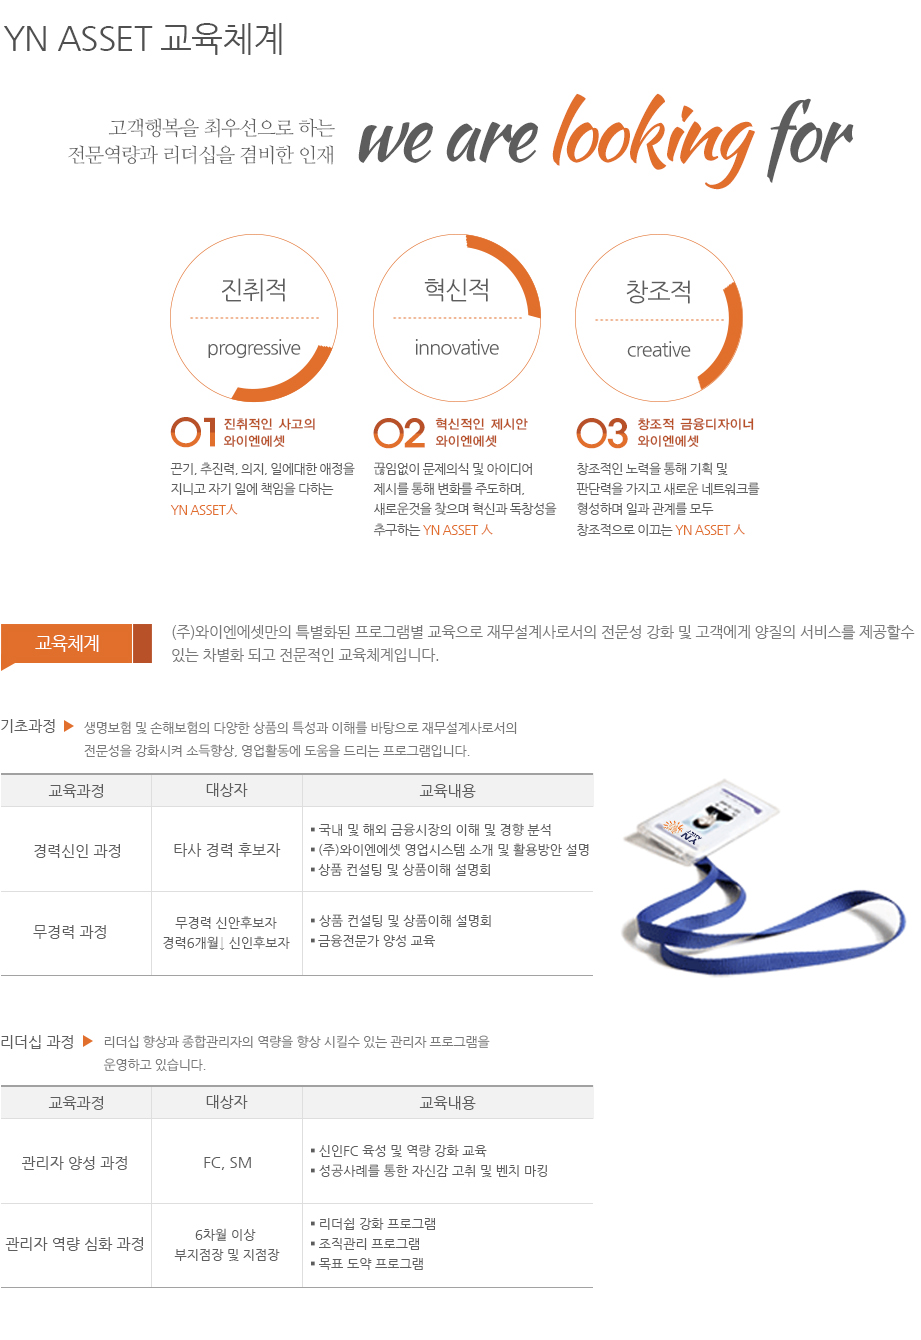 YN ASSET 교육체계
고객행복을 최우선으로 하는
전문역량과 리더십을 겸비한 인재
we are looking for
진취적
progressive
혁신적
innovative
창조적
creative
01 진취적인 사고의
와이엔에셋
끈기, 추진력, 의지, 일에대한 애정을
지니고 자기 일에 책임을 다하는
YN ASSET人
02 혁신적인 제시안
와이엔에셋
끊임없이 문제의식 및 아이디어
제시를 통해 변화를 주도하며,
새로운것을 찾으며 혁신과 독창성을
추구하는 YN ASSET 人
03 창조적 금융디자이너
와이엔에셋
창조적인 노력을 통해 기획 및
판단력을 가지고 새로운 네트워크를
형성하며 일과 관계를 모두
창조적으로 이끄는 YN ASSET 人
교육체계
(주)와이엔에셋만의 특별화된 프로그램별 교육으로 재무설계사로서의 전문성 강화 및 고객에게 양질의 서비스를 제공할수
있는 차별화 되고 전문적인 교육체계입니다.
기초과정 ▶ 생명보험 및 손해보험의 다양한 상품의 특성과 이해를 바탕으로 재무설계사로서의
전문성을 강화시켜 소득향상, 영업활동에 도움을 드리는 프로그램입니다.
교육과정 대상자 교육내용
경력신인 과정 타사 경력 후보자
▪ 국내 및 해외 금융시장의 이해 및 경향 분석
▪ (주)와이엔에셋 영업시스템 소개 및 활용방안 설명
▪ 상품 컨설팅 및 상품이해 설명회
무경력 과정
무경력 신안후보자
경력6개월↓ 신인후보자
▪ 상품 컨설팅 및 상품이해 설명회
▪ 금융전문가 양성 교육
YN
리더십 과정 ▶ 리더십 향상과 종합관리자의 역량을 향상 시킬수 있는 관리자 프로그램을
운영하고 있습니다.
교육과정 대상자 교육내용
관리자 양성 과정 FC, SM
▪ 신인FC 육성 및 역량 강화 교육
▪ 성공사례를 통한 자신감 고취 및 벤치 마킹
관리자 역량 심화 과정
6차월 이상
부지점장 및 지점장
▪ 리더쉽 강화 프로그램
▪ 조직관리 프로그램
▪ 목표 도약 프로그램